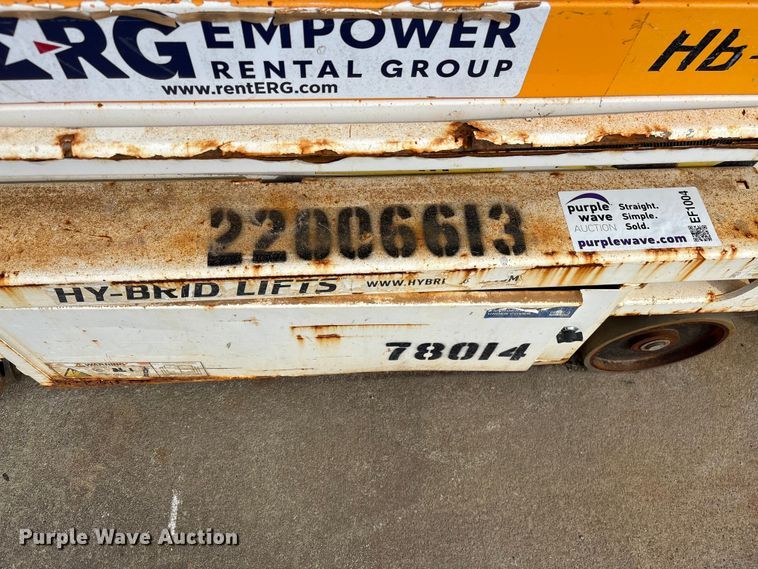 ERG EMPOWER
RENTAL GROUP
www.rentERG.com
HB-
22006613
purple wave AUCTION
Straight.
Simple.
Sold.
purplewave.com
EF1004
HY-BRID LIFTS
78014
WARNING
Purple Wave Auction